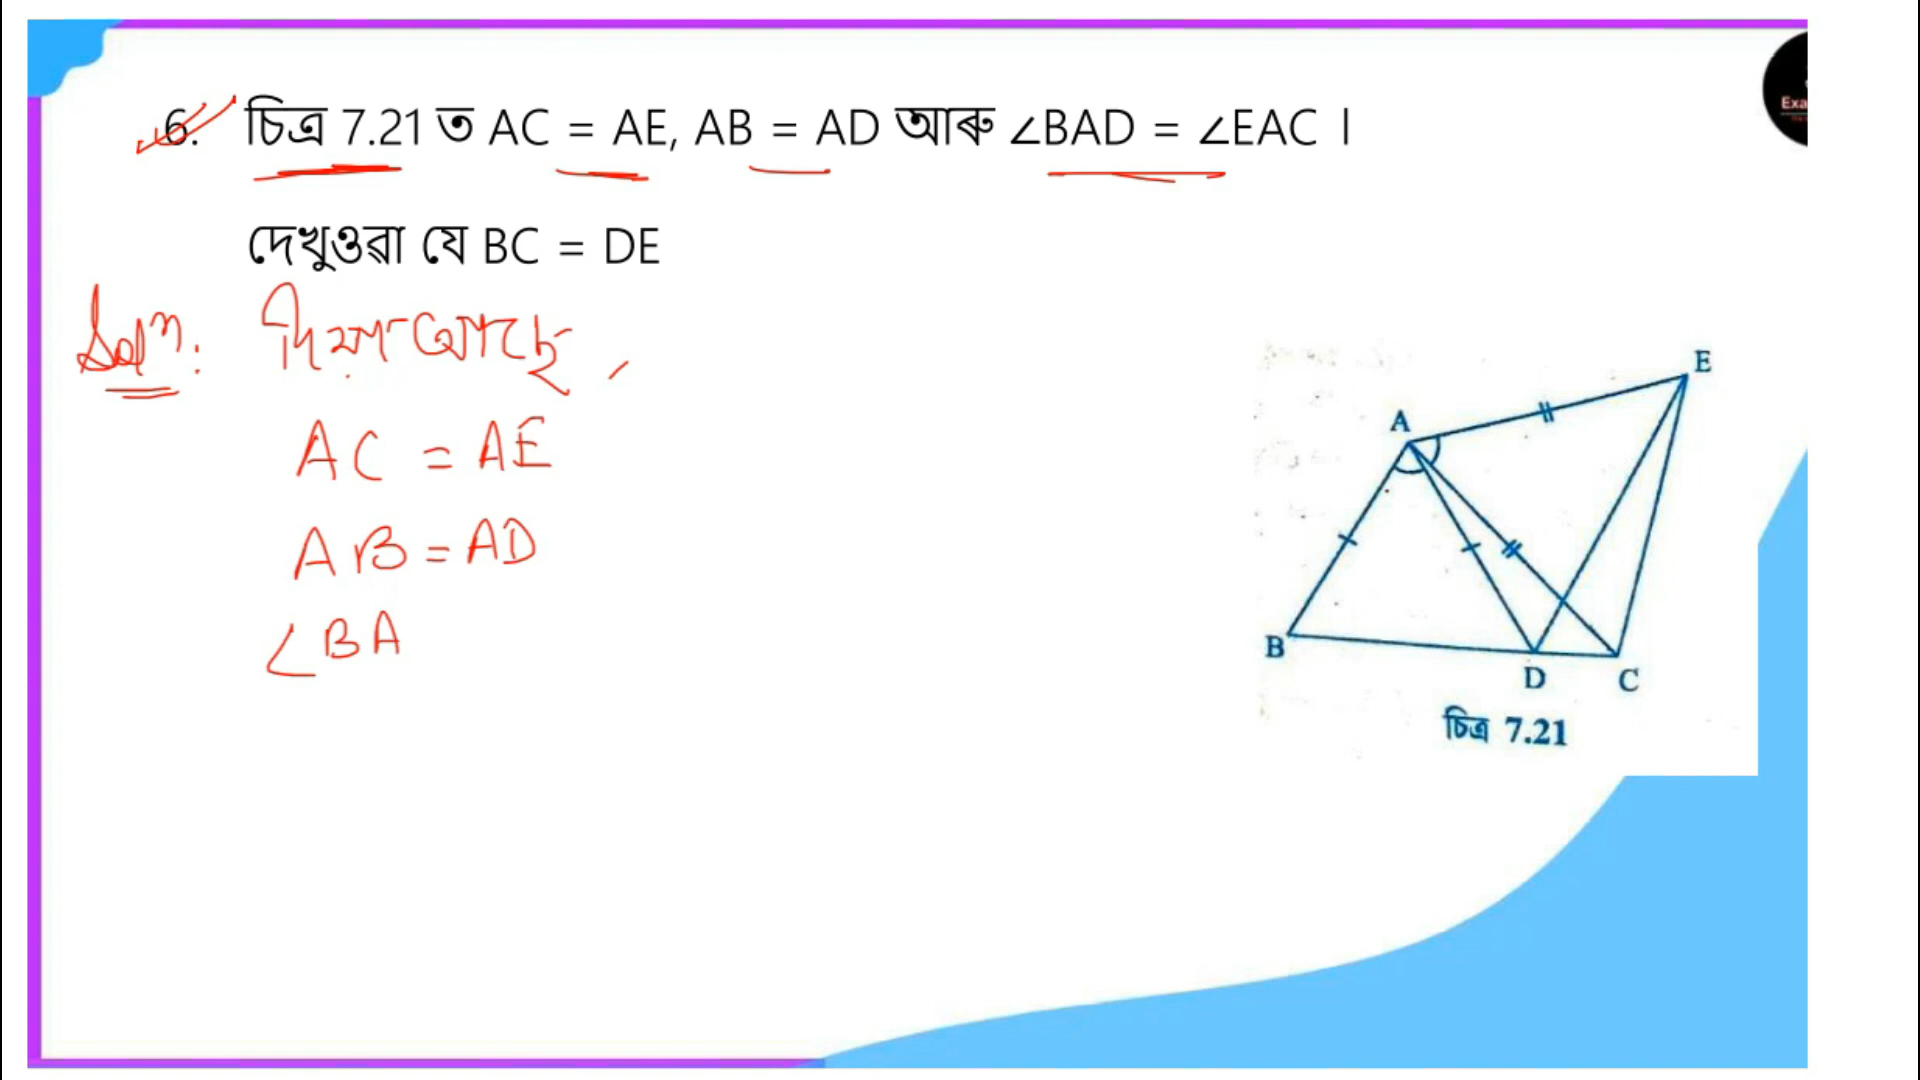 6. চিত্ৰ 7.21 ত AC = AE, AB = AD আৰু ∠BAD = ∠EAC ।
দেখুওৱা যে BC = DE
Solⁿ: দিয়া আছে,
AC = AE
AB = AD
∠BA
Exa
E
A
B
D
C
চিত্ৰ 7.21